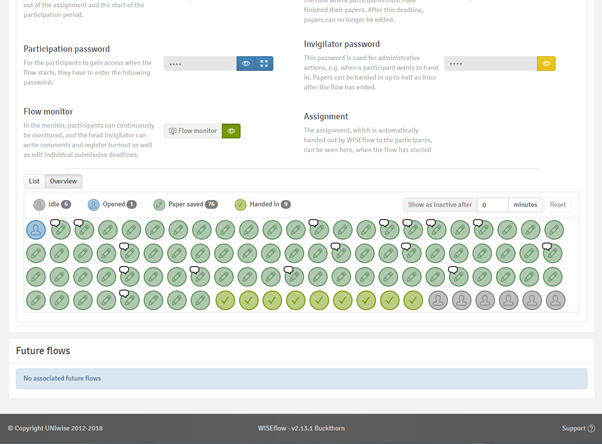 out of the assignment and the start of the
participation period.
the time where participants must have
finished their papers. After this deadline,
papers can no longer be edited.
Participation password
For the participants to gain access when the
flow starts, they have to enter the following
password:
••••
Invigilator password
This password is used for administrative
actions, e.g. when a participant wants to hand
in. Papers can be handed in up to half an hour
after the flow has ended.
••••
Flow monitor
In the monitor, participants can continuously
be monitored, and the head invigilator can
write comments and register turnout as well
as edit individual submission deadlines.
Flow monitor
Assignment
The assignment, which is automatically
handed out by WISEflow to the participants,
can be seen here, when the flow has started
List Overview
Idle 6 Opened 1 Paper saved 76 Handed in 9
Show as inactive after 0 minutes Reset
Future flows
No associated future flows
© Copyright UNIwise 2012-2018
WISEflow - v2.13.1 Buckthorn
Support